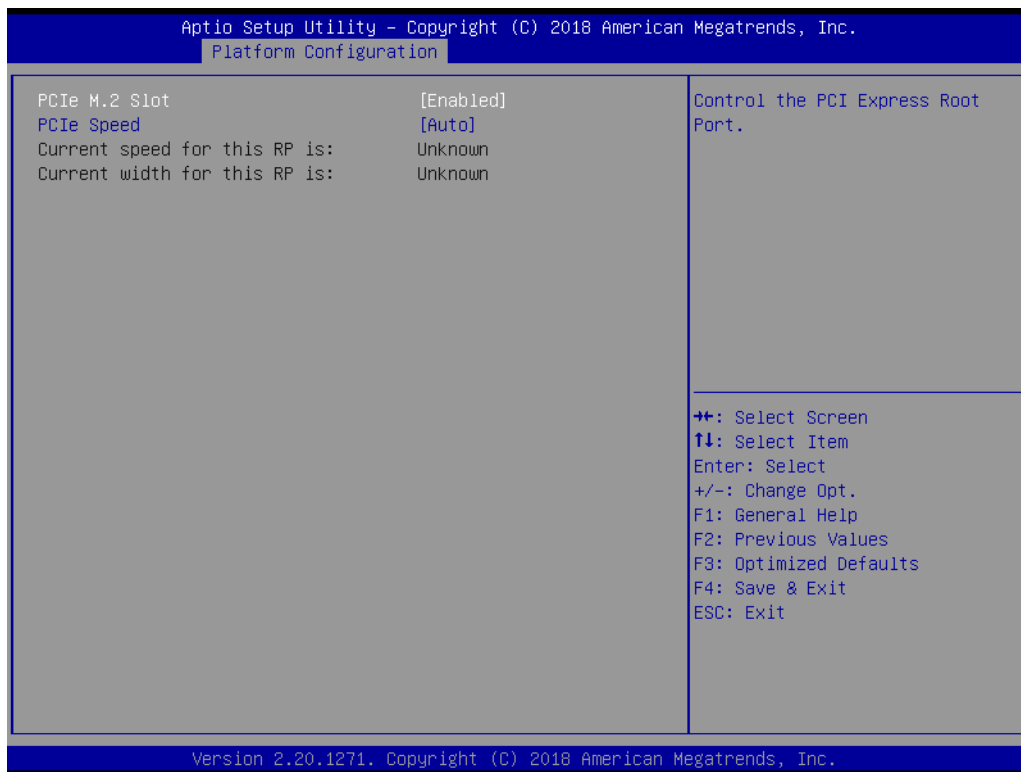 Aptio Setup Utility – Copyright (C) 2018 American Megatrends, Inc.
Platform Configuration
PCIe M.2 Slot [Enabled]
PCIe Speed [Auto]
Current speed for this RP is: Unknown
Current width for this RP is: Unknown
Control the PCI Express Root
Port.
→←: Select Screen
↑↓: Select Item
Enter: Select
+/-: Change Opt.
F1: General Help
F2: Previous Values
F3: Optimized Defaults
F4: Save & Exit
ESC: Exit
Version 2.20.1271. Copyright (C) 2018 American Megatrends, Inc.